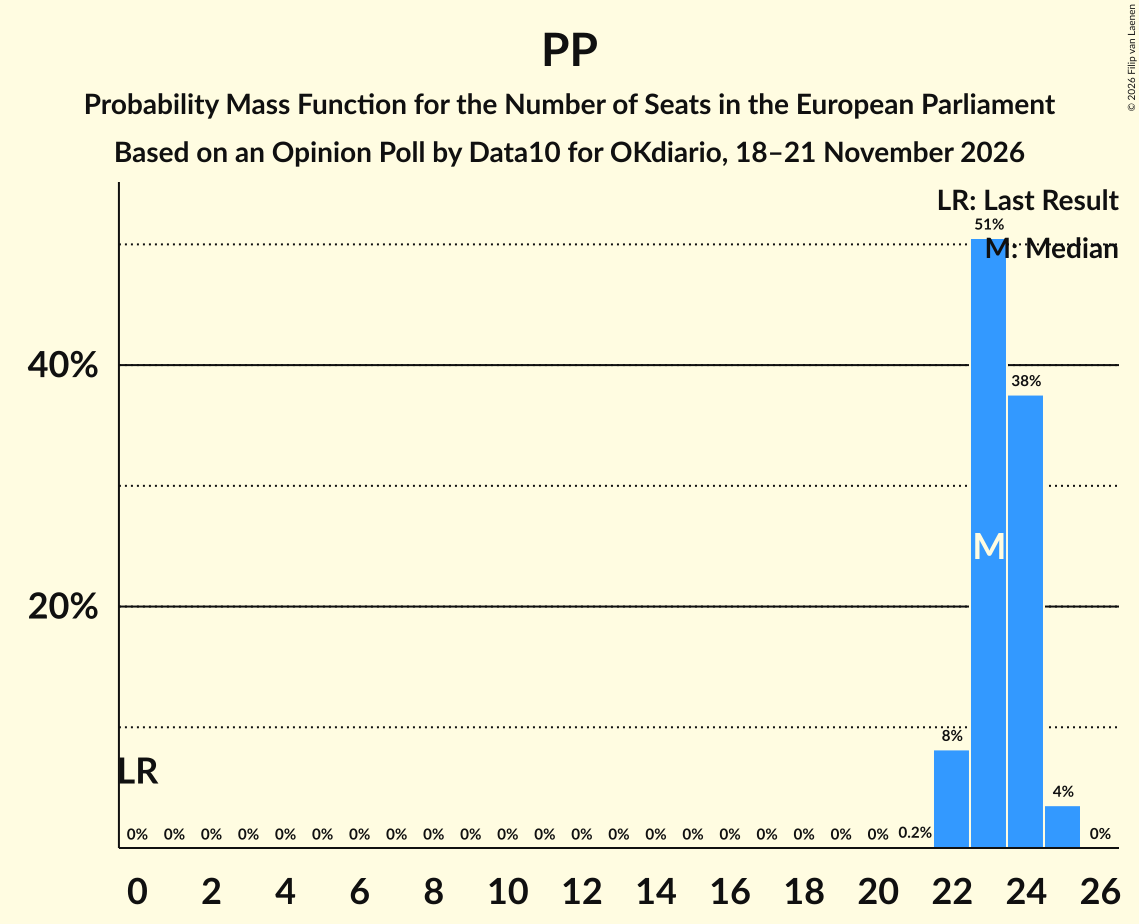 PP
Probability Mass Function for the Number of Seats in the European Parliament
Based on an Opinion Poll by Data10 for OKdiario, 18–21 November 2026
© 2026 Filip van Laenen
LR: Last Result
M: Median
51%
40%
38%
M
20%
8%
LR
4%
0% 0% 0% 0% 0% 0% 0% 0% 0% 0% 0% 0% 0% 0% 0% 0% 0% 0% 0% 0% 0% 0.2% 0%
0 2 4 6 8 10 12 14 16 18 20 22 24 26